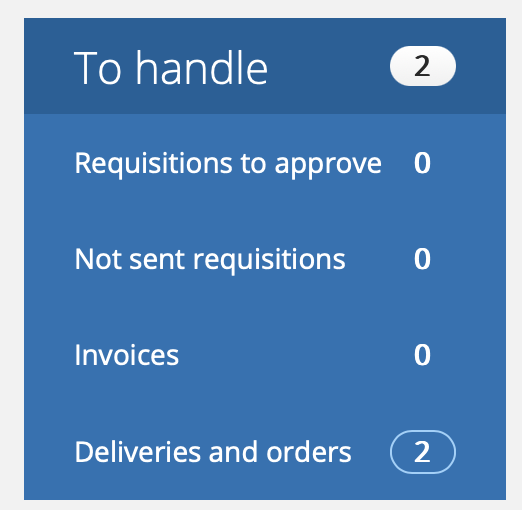 To handle 2
Requisitions to approve 0
Not sent requisitions 0
Invoices 0
Deliveries and orders 2